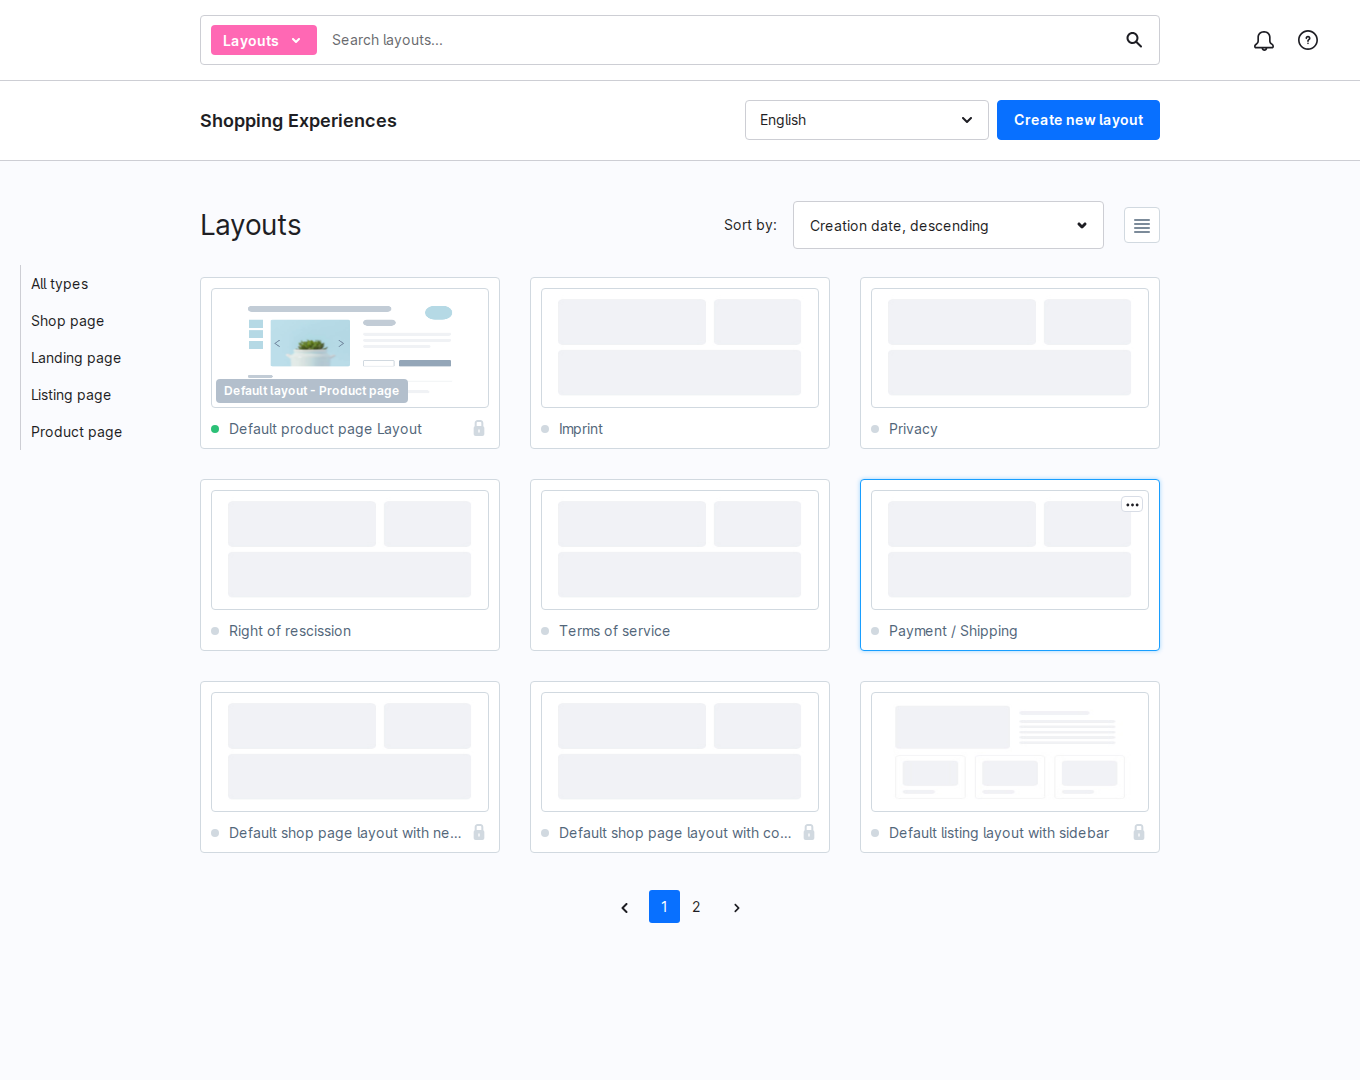 Layouts
Search layouts...
Shopping Experiences
English
Create new layout
Layouts
Sort by:
Creation date, descending
All types
Shop page
Landing page
Listing page
Product page
Default layout - Product page
Default product page Layout
Imprint
Privacy
Right of rescission
Terms of service
Payment / Shipping
Default shop page layout with ne...
Default shop page layout with co...
Default listing layout with sidebar
1
2